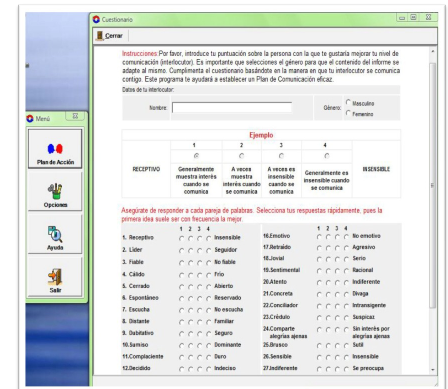 Cuestionario
Cerrar
Instrucciones:Por favor, introduce tu puntuación sobre la persona con la que te gustaría mejorar tu nivel de
comunicación (interlocutor). Es importante que selecciones el género para que el contenido del informe se
adapte al mismo. Cumplimenta el cuestionario basándote en la manera en que tu interlocutor se comunica
contigo. Este programa te ayudará a establecer un Plan de Comunicación eficaz.
Datos de tu interlocutor:
Nombre:
Género:
Masculino
Femenino
Menú
Plan de Acción
Opciones
Ayuda
Salir
Ejemplo
1 2 3 4
RECEPTIVO
Generalmente muestra interés cuando se comunica
A veces muestra interés cuando se comunica
A veces es insensible cuando se comunica
Generalmente es insensible cuando se comunica
INSENSIBLE
Asegúrate de responder a cada pareja de palabras. Selecciona tus respuestas rápidamente, pues la
primera idea suele ser con frecuencia la mejor.
1 2 3 4
1. Receptivo Insensible
2. Líder Seguidor
3. Fiable No fiable
4. Cálido Frío
5. Cerrado Abierto
6. Espontáneo Reservado
7. Escucha No escucha
8. Distante Familiar
9. Dubitativo Seguro
10.Sumiso Dominante
11.Complaciente Duro
12.Decidido Indeciso
1 2 3 4
16.Emotivo No emotivo
17.Retraído Agresivo
18.Jovial Serio
19.Sentimental Racional
20.Atento Indiferente
21.Concreta Divaga
22.Conciliador Intransigente
23.Crédulo Suspicaz
24.Comparte alegrías ajenas Sin interés por alegrías ajenas
25.Brusco Sutil
26.Sensible Insensible
27.Indiferente Se preocupa